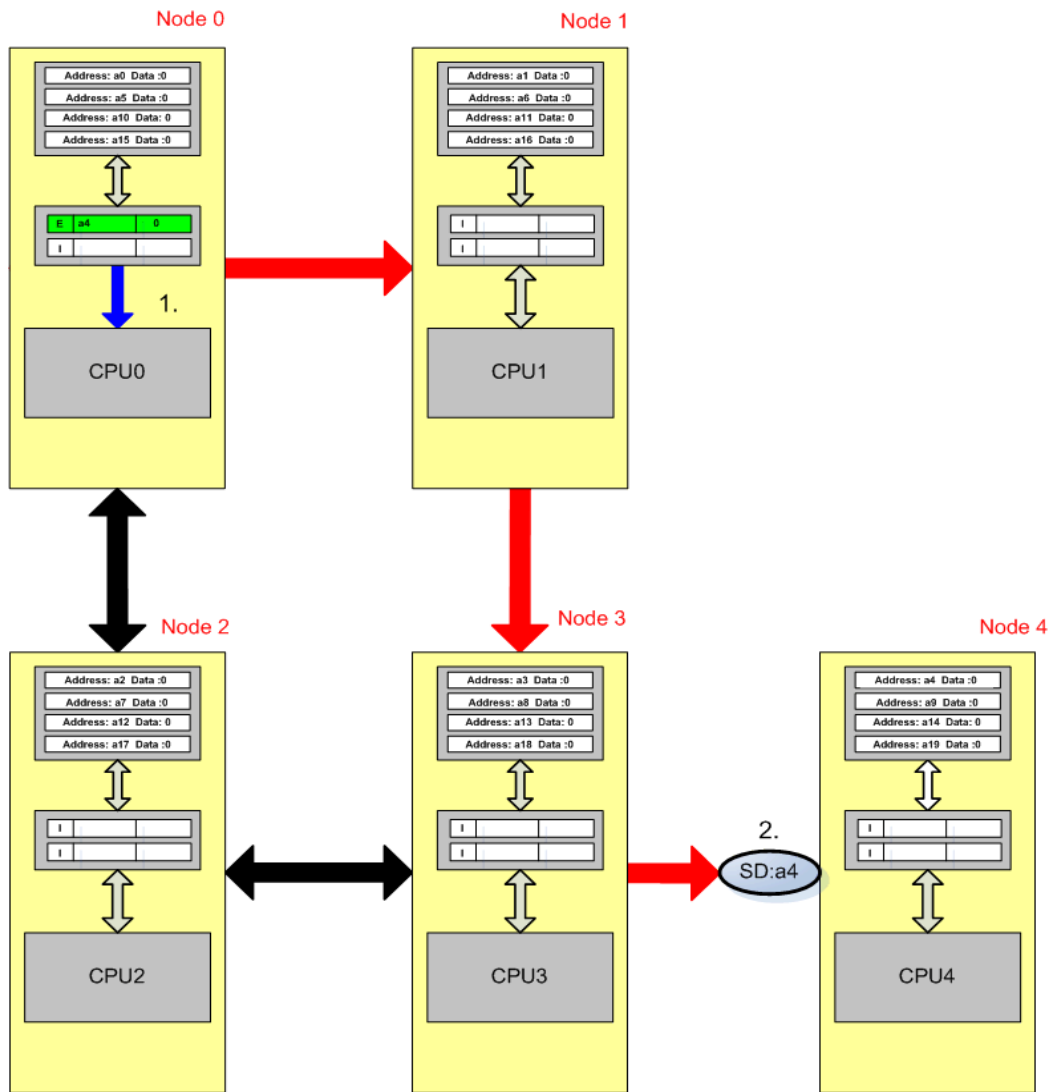 Node 0
Node 1
Address: a0 Data :0
Address: a5 Data :0
Address: a10 Data: 0
Address: a15 Data :0
Address: a1 Data :0
Address: a6 Data :0
Address: a11 Data: 0
Address: a16 Data :0
E a4 0
I
I
I
1.
CPU0
CPU1
Node 2
Node 3
Node 4
Address: a2 Data :0
Address: a7 Data :0
Address: a12 Data: 0
Address: a17 Data :0
Address: a3 Data :0
Address: a8 Data :0
Address: a13 Data: 0
Address: a18 Data :0
Address: a4 Data :0
Address: a9 Data :0
Address: a14 Data: 0
Address: a19 Data :0
I
I
I
I
2.
SD:a4
I
I
CPU2
CPU3
CPU4